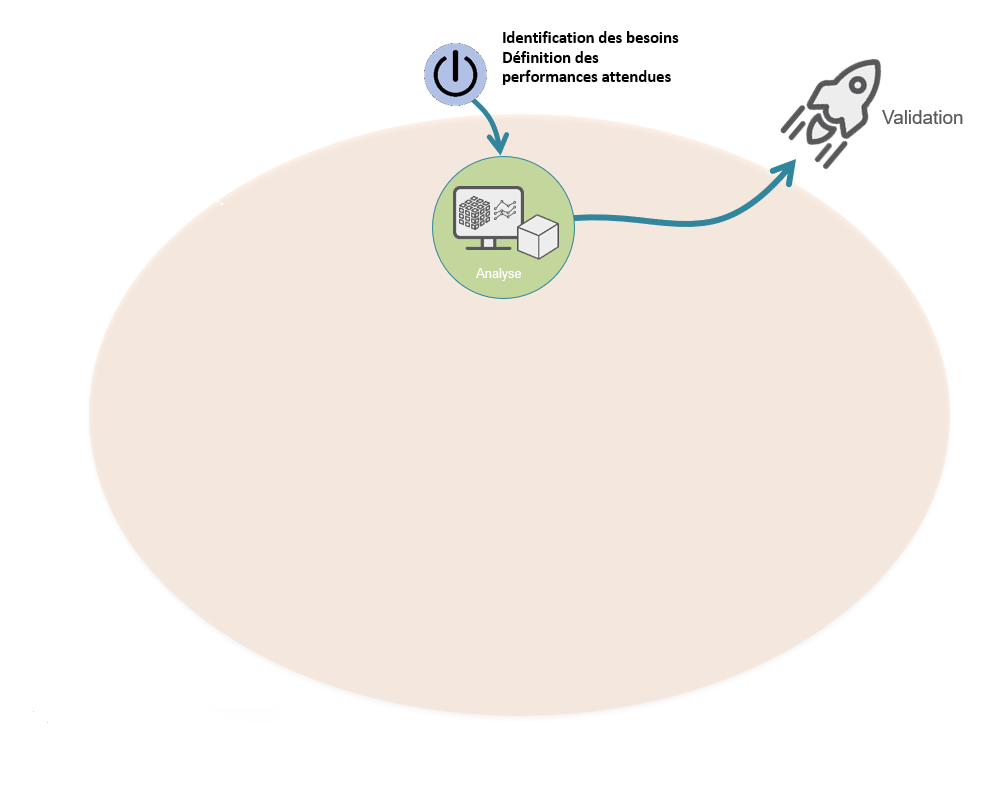 Identification des besoins
Définition des
performances attendues
Validation
Analyse